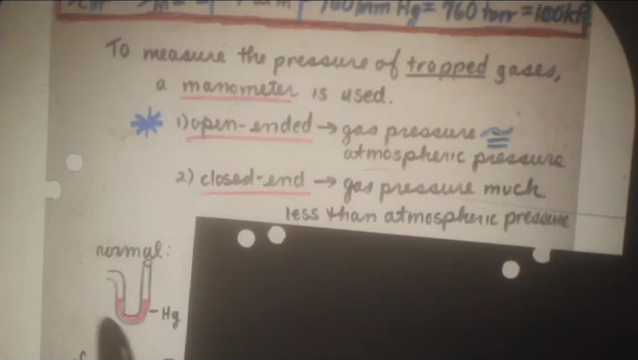 760 mm Hg = 760 torr = 100kPa
To measure the pressure of trapped gases,
a manometer is used.
1) open-ended → gas pressure ≅
atmospheric pressure
2) closed-end → gas pressure much
less than atmospheric pressure
normal:
Hg